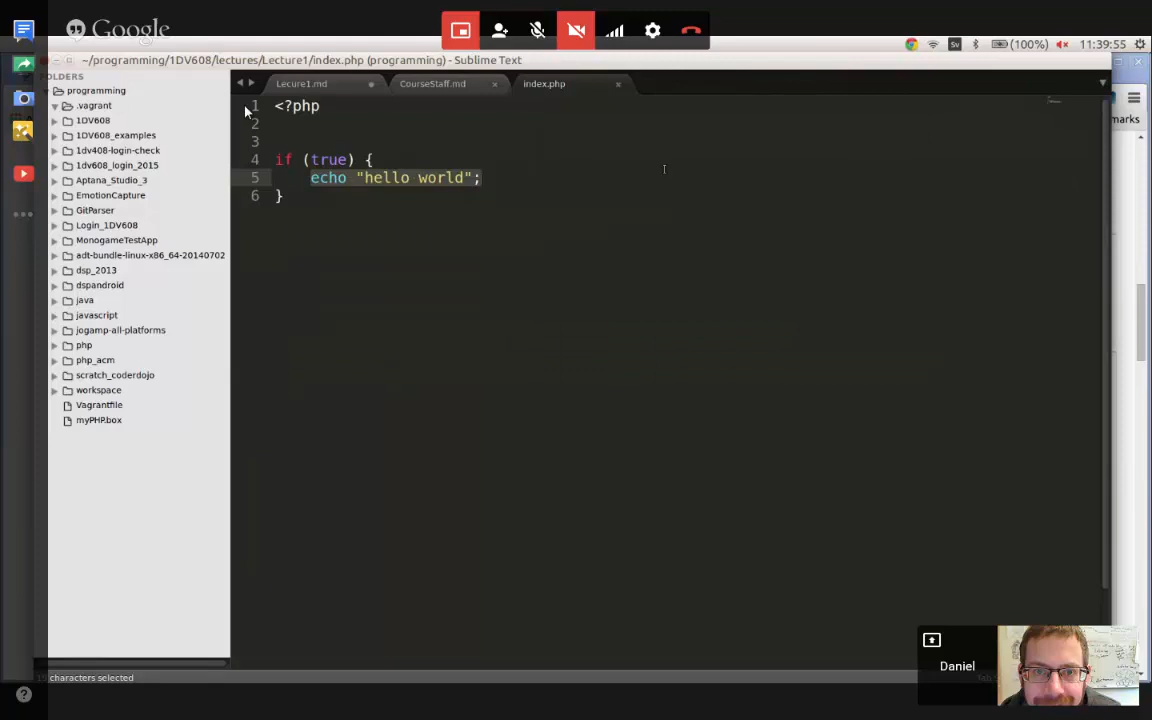 Google
11:39:55
(100%)
Sv
~/programming/1DV608/lectures/Lecture1/index.php (programming) - Sublime Text
FOLDERS
programming
.vagrant
1DV608
1DV608_examples
1dv408-login-check
1dv608_login_2015
Aptana_Studio_3
EmotionCapture
GitParser
Login_1DV608
MonogameTestApp
adt-bundle-linux-x86_64-20140702
dsp_2013
dspandroid
java
javascript
jogamp-all-platforms
php
php_acm
scratch_coderdojo
workspace
Vagrantfile
myPHP.box
Lecure1.md
CourseStaff.md
index.php
marks
1 <?php
2
3
4 if (true) {
5 echo "hello world";
6 }
characters selected
Daniel